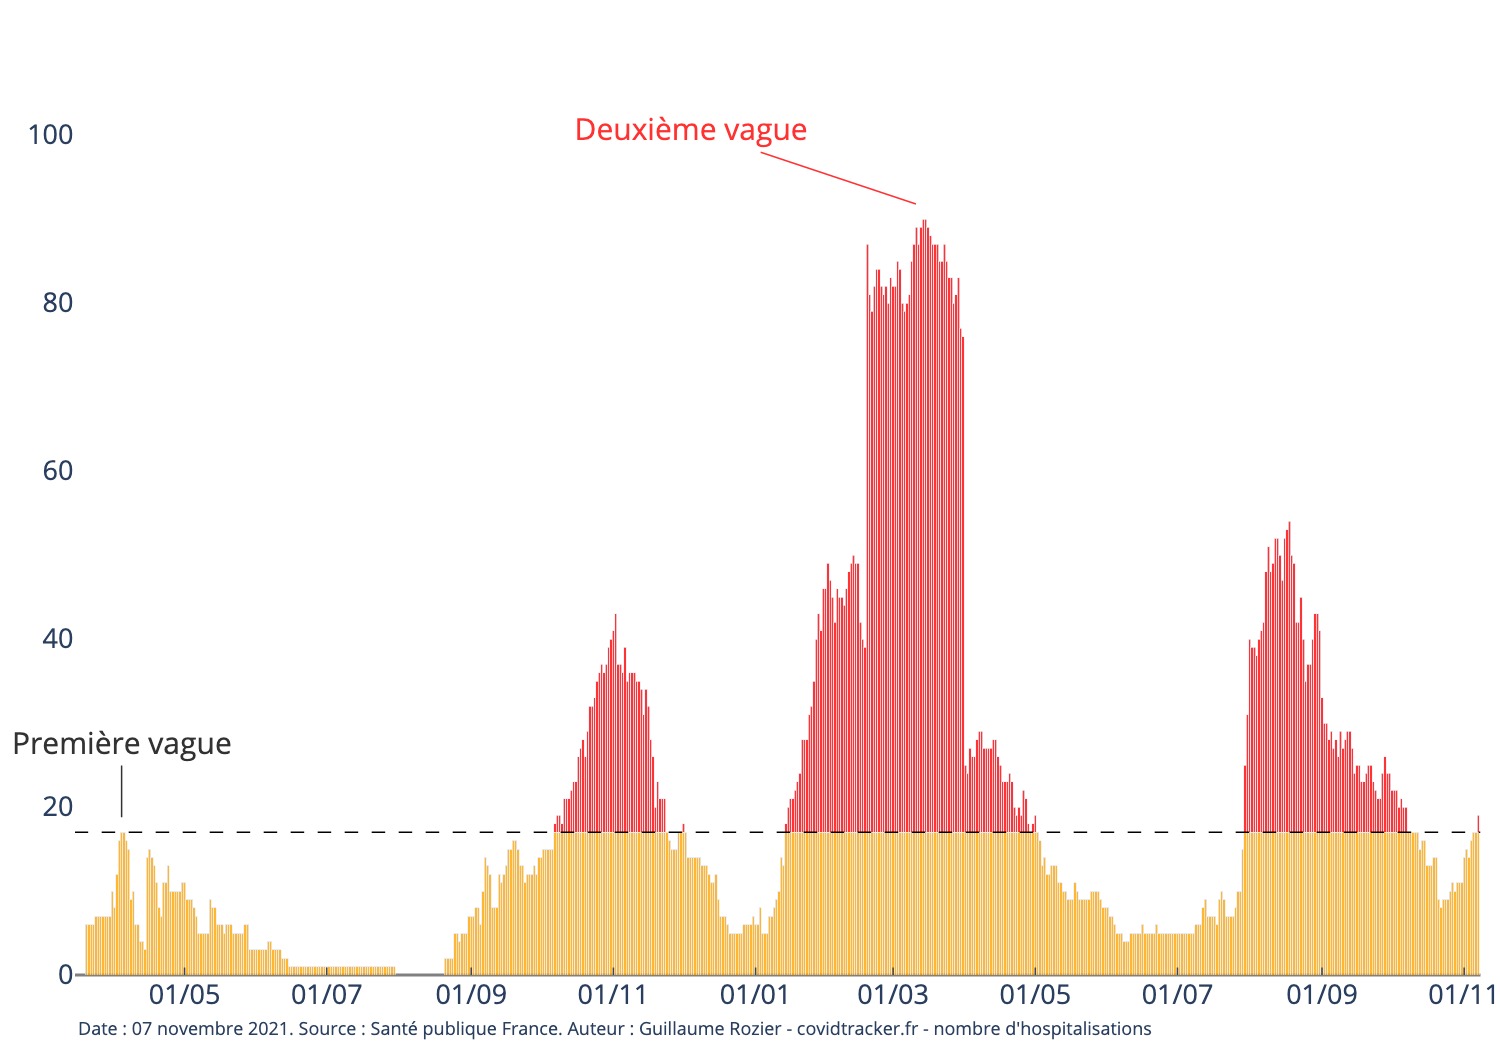 100
Deuxième vague
80
60
40
Première vague
20
0
01/05 01/07 01/09 01/11 01/01 01/03 01/05 01/07 01/09 01/11
Date : 07 novembre 2021. Source : Santé publique France. Auteur : Guillaume Rozier - covidtracker.fr - nombre d'hospitalisations